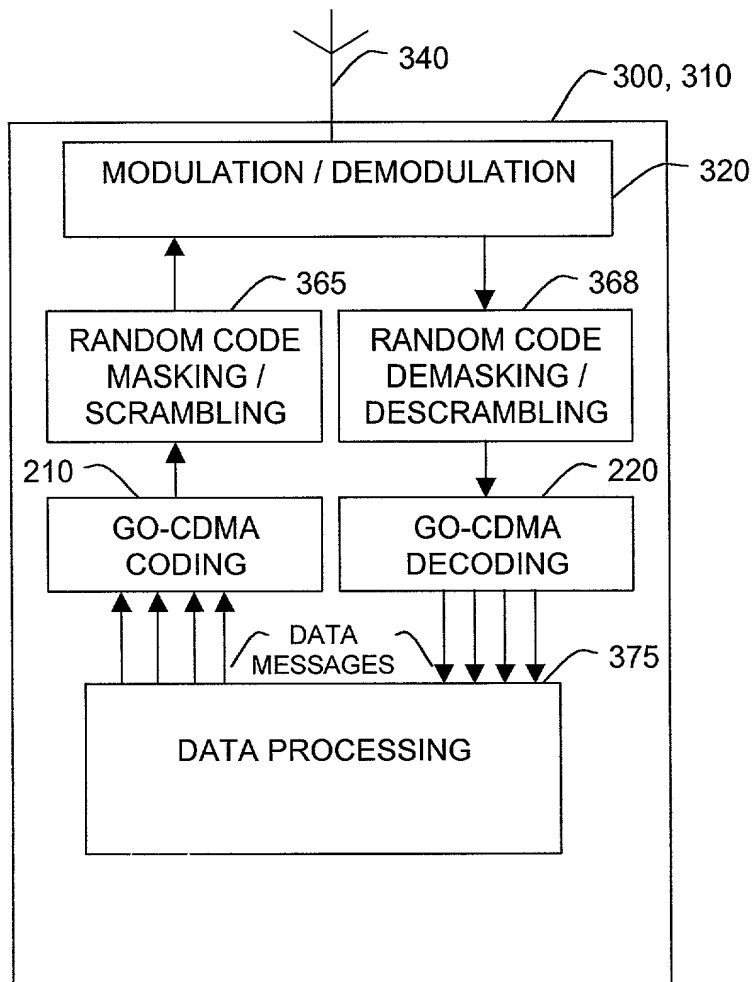 340
300, 310
MODULATION / DEMODULATION
320
365
368
RANDOM CODE
MASKING /
SCRAMBLING
RANDOM CODE
DEMASKING /
DESCRAMBLING
210
220
GO-CDMA
CODING
GO-CDMA
DECODING
DATA
MESSAGES
375
DATA PROCESSING